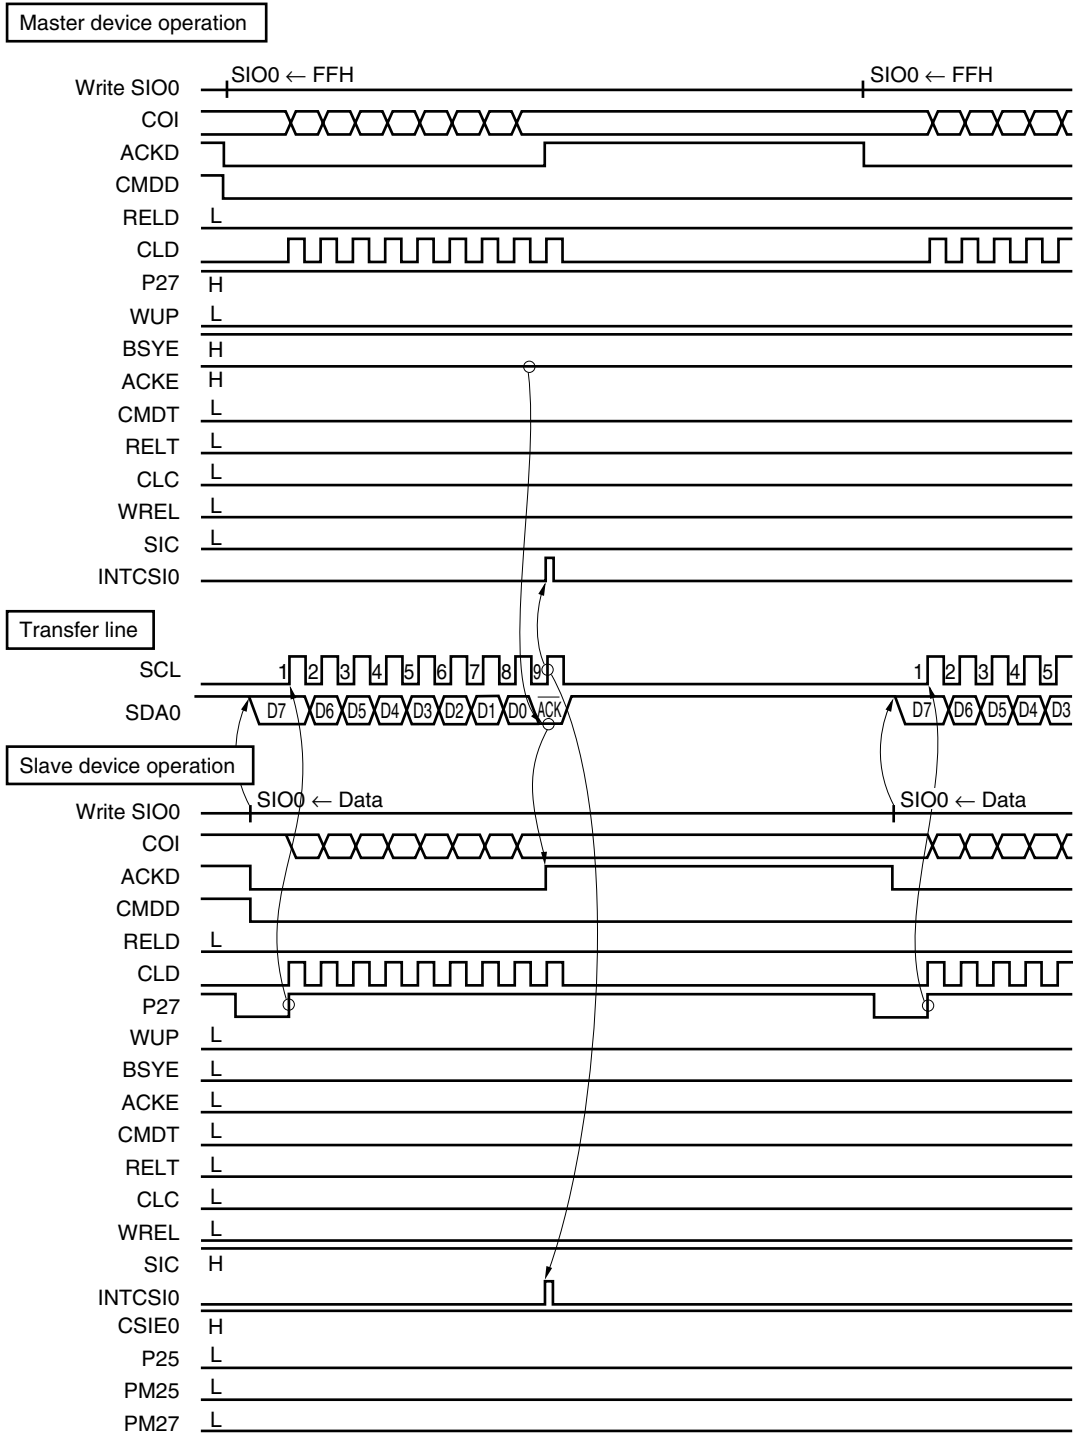 Master device operation
Write SIO0 SIO0 ← FFH SIO0 ← FFH
COI
ACKD
CMDD
RELD L
CLD
P27 H
WUP L
BSYE H
ACKE H
CMDT L
RELT L
CLC L
WREL L
SIC L
INTCSI0
Transfer line
SCL 1 2 3 4 5 6 7 8 9 1 2 3 4 5
SDA0 D7 D6 D5 D4 D3 D2 D1 D0 ACK D7 D6 D5 D4 D3
Slave device operation
Write SIO0 SIO0 ← Data SIO0 ← Data
COI
ACKD
CMDD
RELD L
CLD
P27
WUP L
BSYE L
ACKE L
CMDT L
RELT L
CLC L
WREL L
SIC H
INTCSI0
CSIE0 H
P25 L
PM25 L
PM27 L